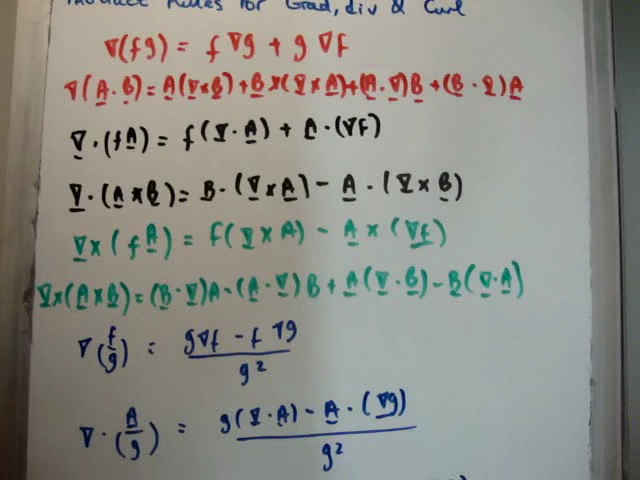 Product Rules for Grad, div & Curl
∇(fg) = f ∇g + g ∇f
∇(A · B) = A(∇ × B) + B × (∇ × A) + (A · ∇)B + (B · ∇)A
∇ · (fA) = f(∇ · A) + A · (∇f)
∇ · (A × B) = B · (∇ × A) − A · (∇ × B)
∇ × (fA) = f(∇ × A) − A × (∇f)
∇ × (A × B) = (B · ∇)A - (A · ∇)B + A(∇ · B) − B(∇ · A)
∇(f/g) = g∇f − f ∇g / g²
∇ · (A/g) = g(∇ · A) − A · (∇g) / g²